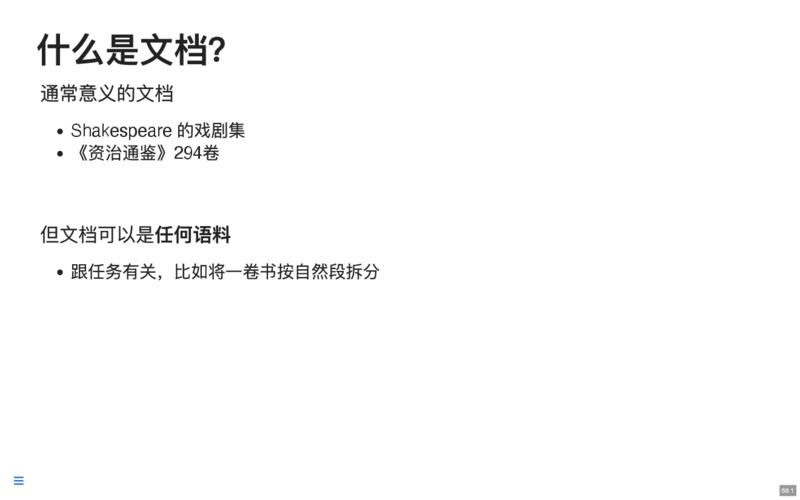 什么是文档?
通常意义的文档
• Shakespeare 的戏剧集
• 《资治通鉴》294卷
但文档可以是任何语料
• 跟任务有关，比如将一卷书按自然段拆分